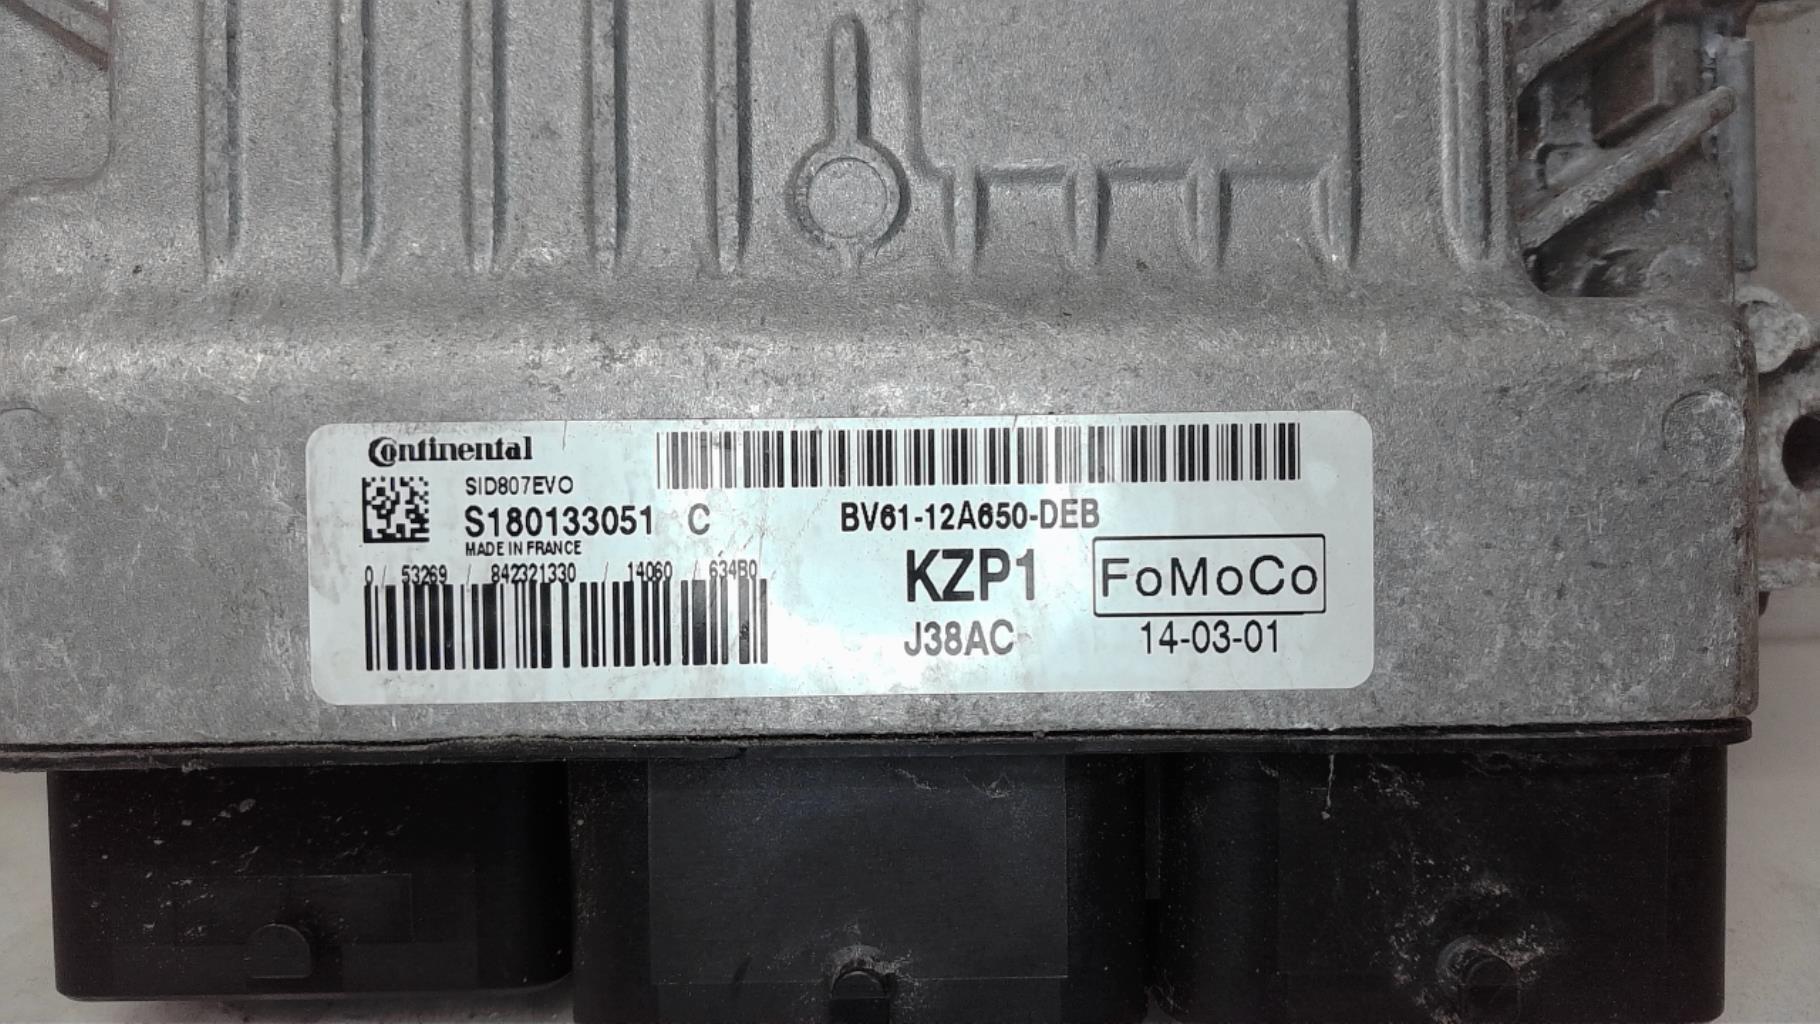 Continental
SID807EVO
S180133051 C
MADE IN FRANCE
0 / 53269 / 842321330 / 14060 / 634B0
BV61-12A650-DEB
KZP1
FoMoCo
J38AC
14-03-01